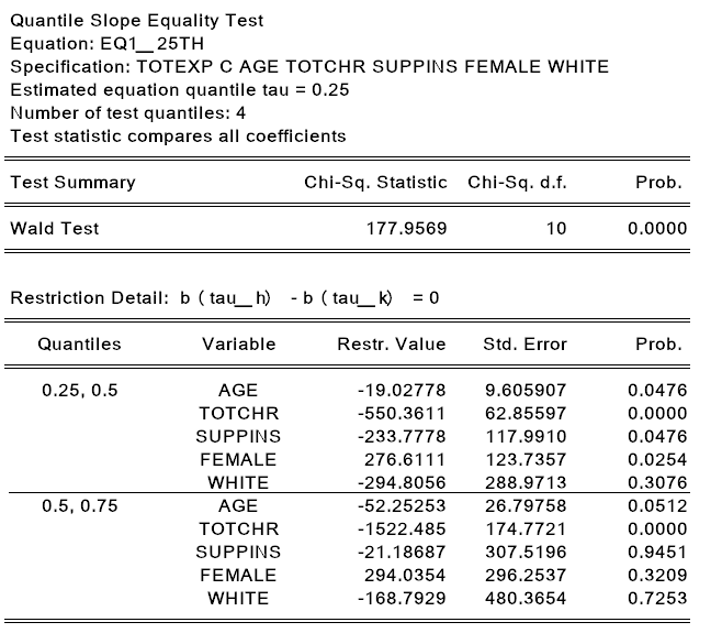 Quantile Slope Equality Test
Equation: EQ1__25TH
Specification: TOTEXP C AGE TOTCHR SUPPINS FEMALE WHITE
Estimated equation quantile tau = 0.25
Number of test quantiles: 4
Test statistic compares all coefficients
Test Summary Chi-Sq. Statistic Chi-Sq. d.f. Prob.
Wald Test 177.9569 10 0.0000
Restriction Detail: b ( tau__h) - b ( tau__k) = 0
Quantiles Variable Restr. Value Std. Error Prob.
0.25, 0.5 AGE -19.02778 9.605907 0.0476
TOTCHR -550.3611 62.85597 0.0000
SUPPINS -233.7778 117.9910 0.0476
FEMALE 276.6111 123.7357 0.0254
WHITE -294.8056 288.9713 0.3076
0.5, 0.75 AGE -52.25253 26.79758 0.0512
TOTCHR -1522.485 174.7721 0.0000
SUPPINS -21.18687 307.5196 0.9451
FEMALE 294.0354 296.2537 0.3209
WHITE -168.7929 480.3654 0.7253